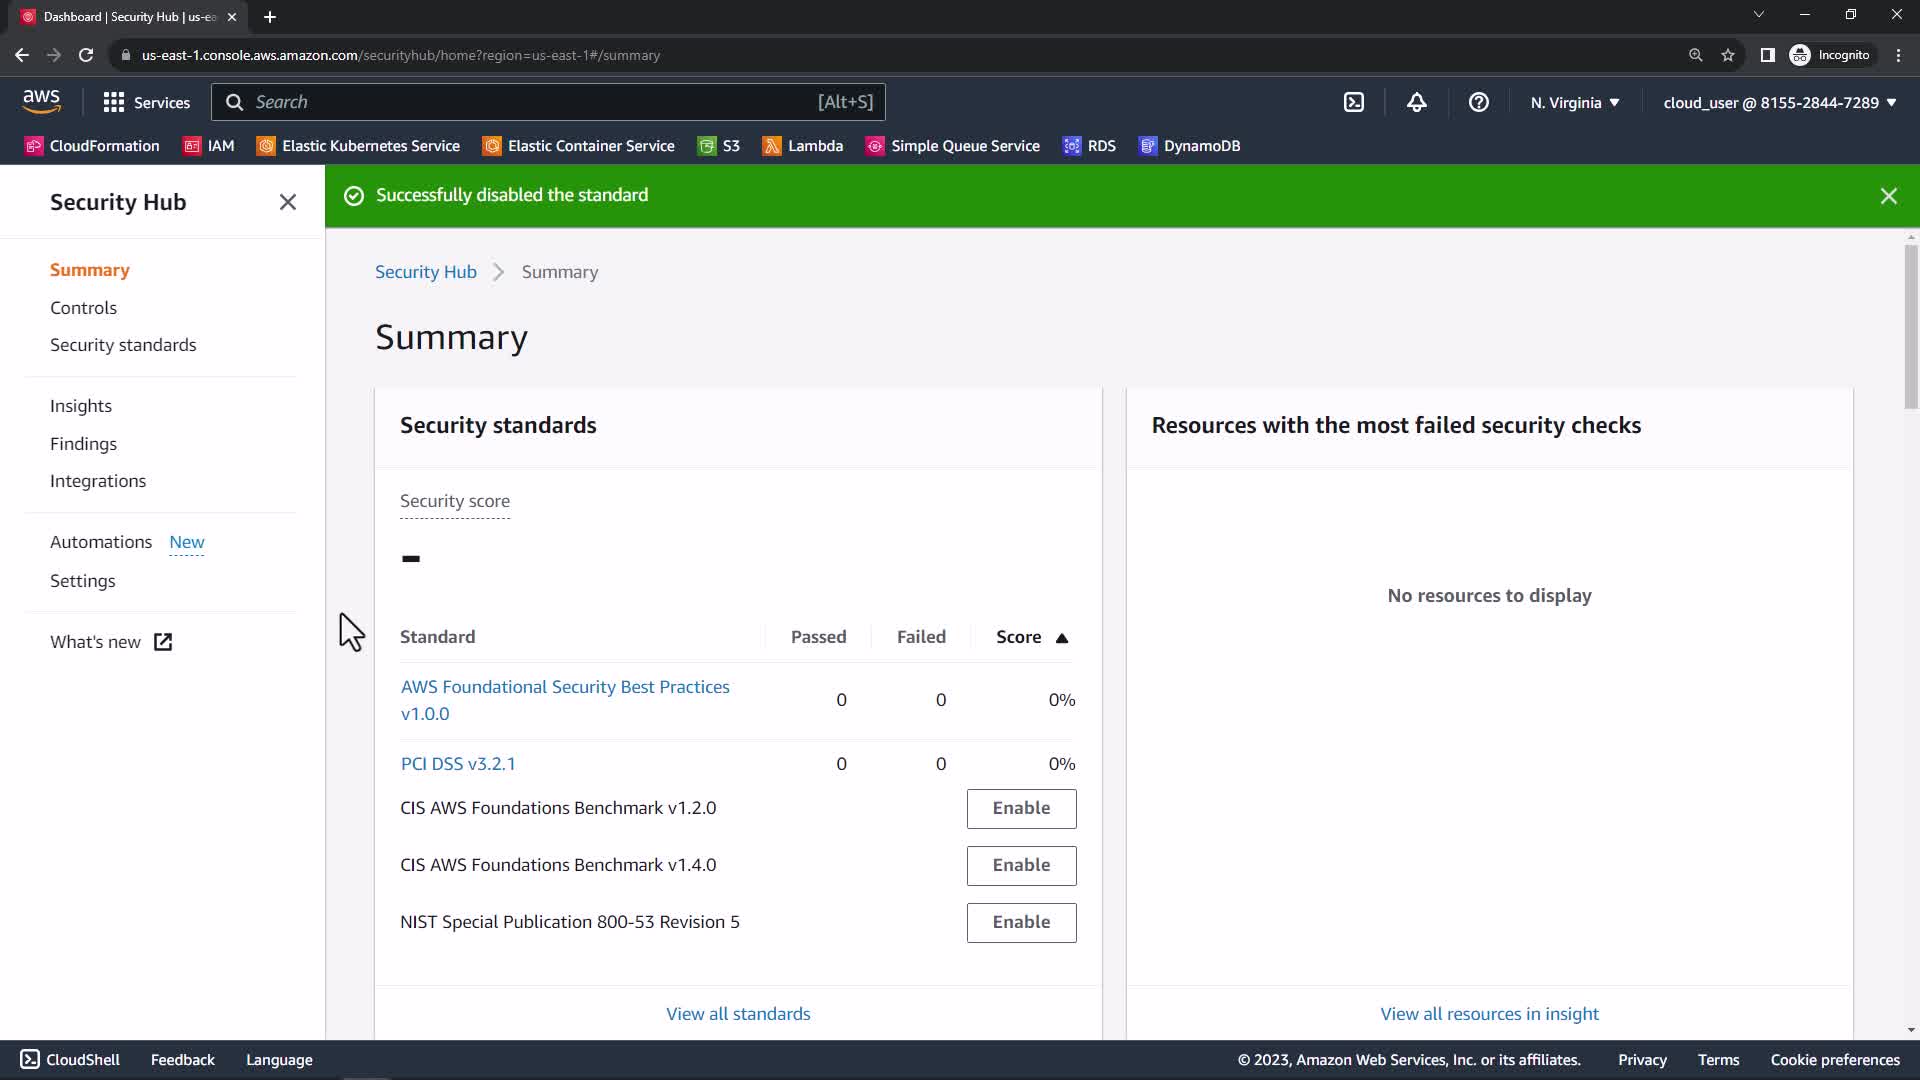 Dashboard | Security Hub | us-ea
us-east-1.console.aws.amazon.com/securityhub/home?region=us-east-1#/summary
Incognito
aws
Services
Search
[Alt+S]
N. Virginia
cloud_user @ 8155-2844-7289
CloudFormation
IAM
Elastic Kubernetes Service
Elastic Container Service
S3
Lambda
Simple Queue Service
RDS
DynamoDB
Security Hub
Successfully disabled the standard
Summary
Controls
Security standards
Insights
Findings
Integrations
Automations New
Settings
What's new
Security Hub
Summary
Summary
Security standards
Security score
-
Standard Passed Failed Score
AWS Foundational Security Best Practices
v1.0.0
0 0 0%
PCI DSS v3.2.1 0 0 0%
CIS AWS Foundations Benchmark v1.2.0 Enable
CIS AWS Foundations Benchmark v1.4.0 Enable
NIST Special Publication 800-53 Revision 5 Enable
View all standards
Resources with the most failed security checks
No resources to display
View all resources in insight
CloudShell
Feedback
Language
© 2023, Amazon Web Services, Inc. or its affiliates.
Privacy
Terms
Cookie preferences